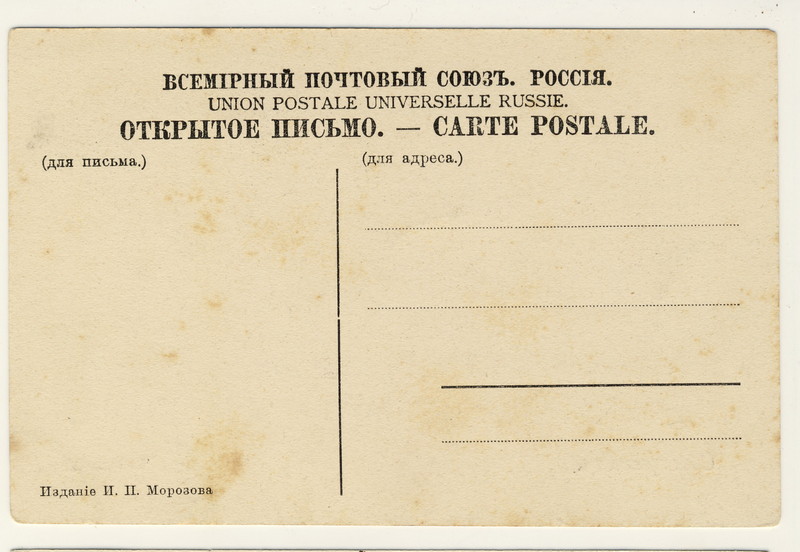 ВСЕМІРНЫЙ ПОЧТОВЫЙ СОЮЗЪ. РОССІЯ.
UNION POSTALE UNIVERSELLE RUSSIE.
ОТКРЫТОЕ ПИСЬМО. — CARTE POSTALE.
(для письма.)
(для адреса.)
Изданіе И. П. Морозова